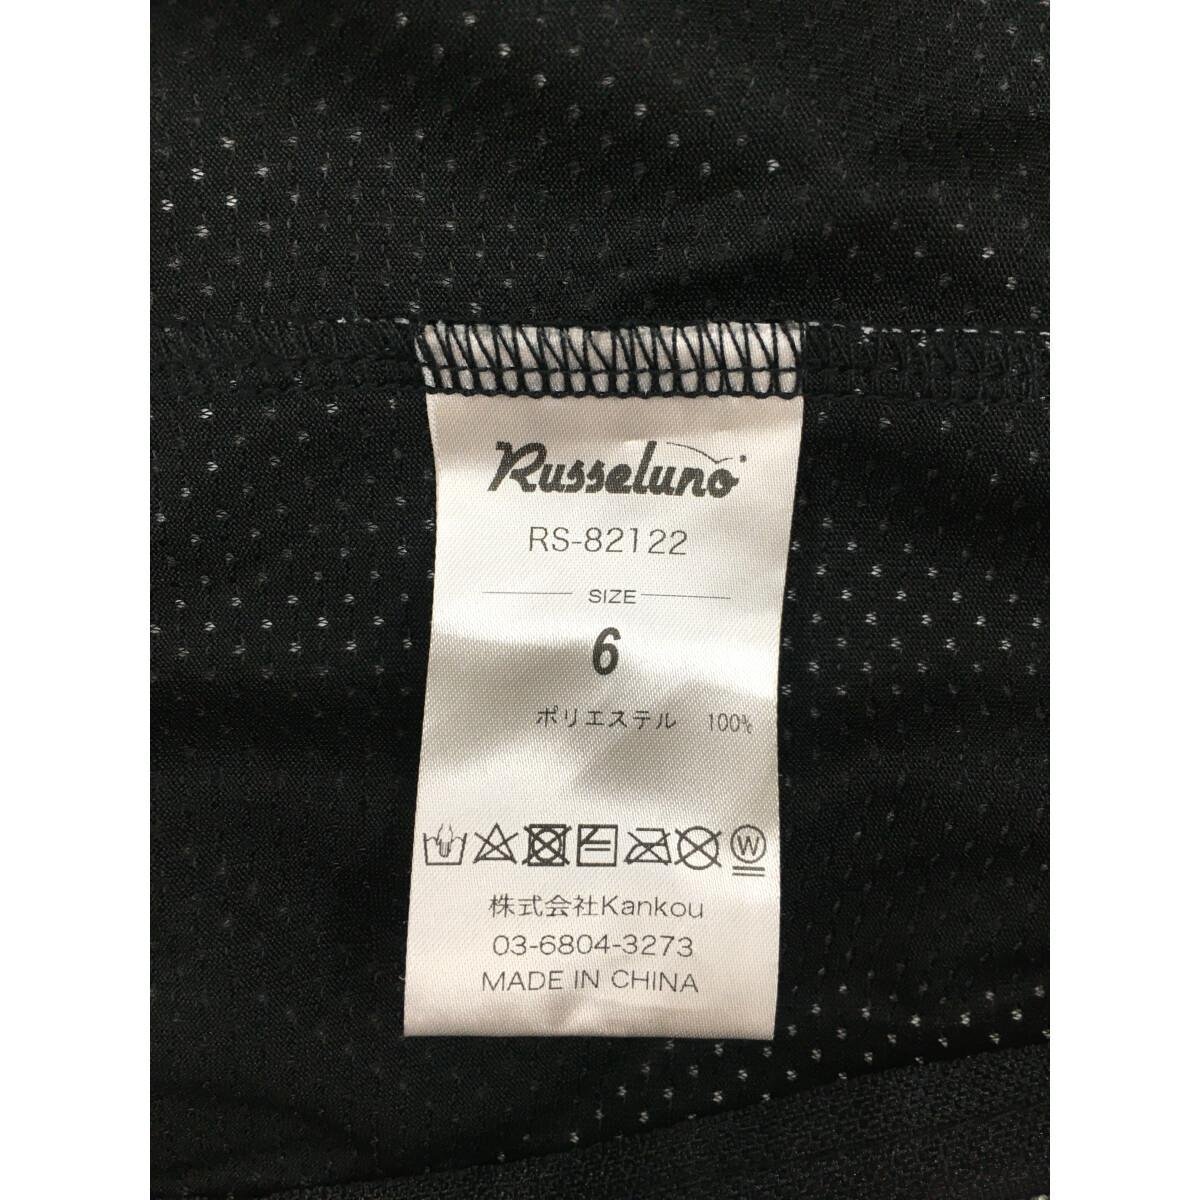 Russeluno
RS-82122
SIZE
6
ポリエステル 100%
W
株式会社Kankou
03-6804-3273
MADE IN CHINA